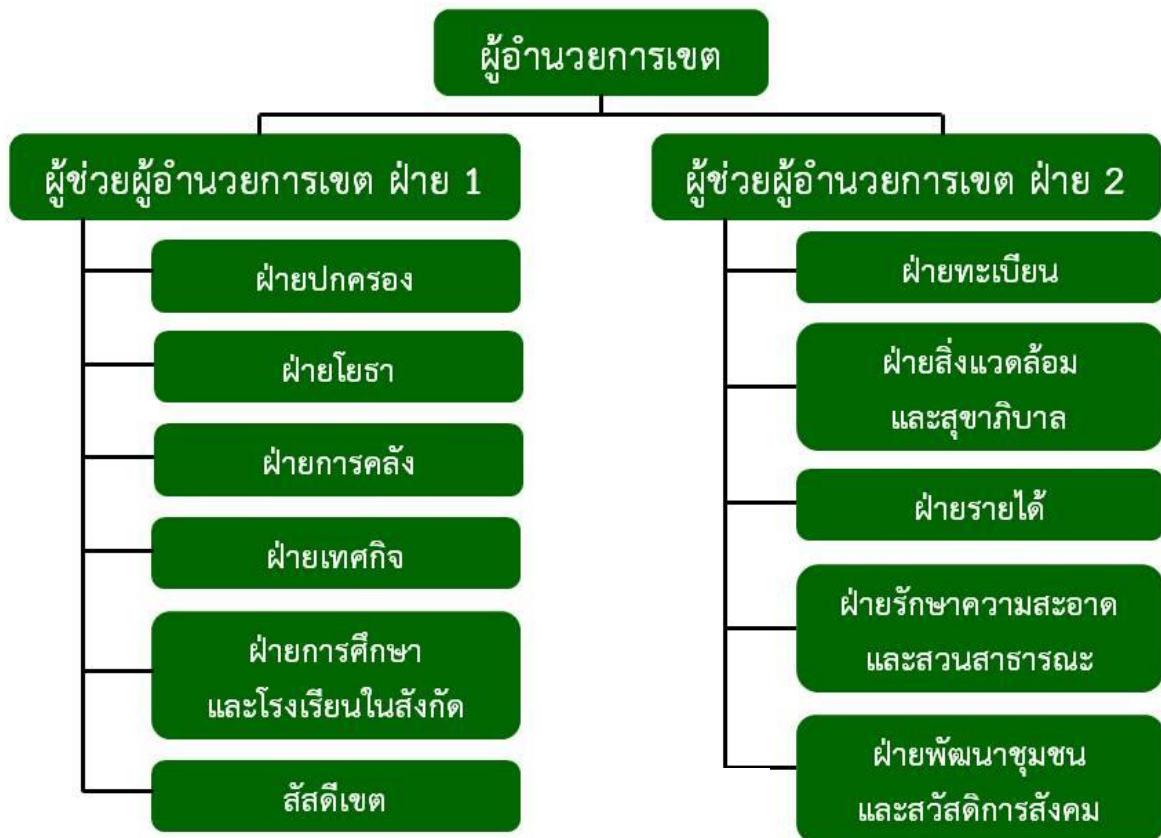 ผู้อำนวยการเขต
ผู้ช่วยผู้อำนวยการเขต ฝ่าย 1
ฝ่ายปกครอง
ฝ่ายโยธา
ฝ่ายการคลัง
ฝ่ายเทศกิจ
ฝ่ายการศึกษา
และโรงเรียนในสังกัด
สัสดีเขต
ผู้ช่วยผู้อำนวยการเขต ฝ่าย 2
ฝ่ายทะเบียน
ฝ่ายสิ่งแวดล้อม
และสุขาภิบาล
ฝ่ายรายได้
ฝ่ายรักษาความสะอาด
และสวนสาธารณะ
ฝ่ายพัฒนาชุมชน
และสวัสดิการสังคม